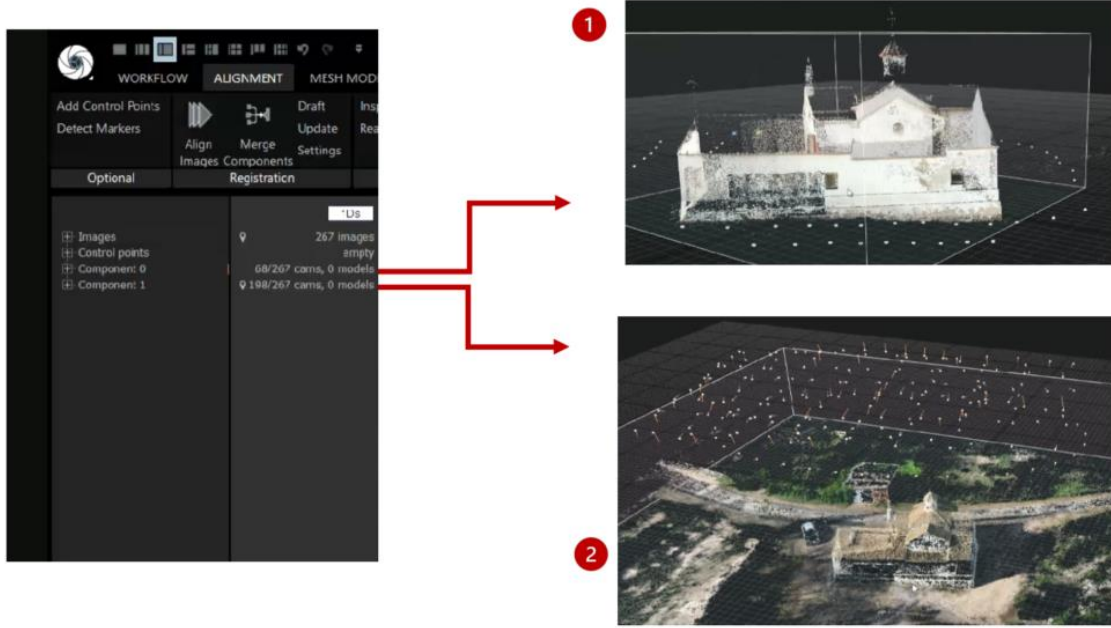 WORKFLOW ALIGNMENT MESH MOD
Add Control Points
Detect Markers
Align Images
Merge Components
Draft
Update
Settings
Insp
Rea
Optional
Registration
Images 267 images
Control points empty
Component 0 68/267 cams, 0 models
Component 1 198/267 cams, 0 models
1
2